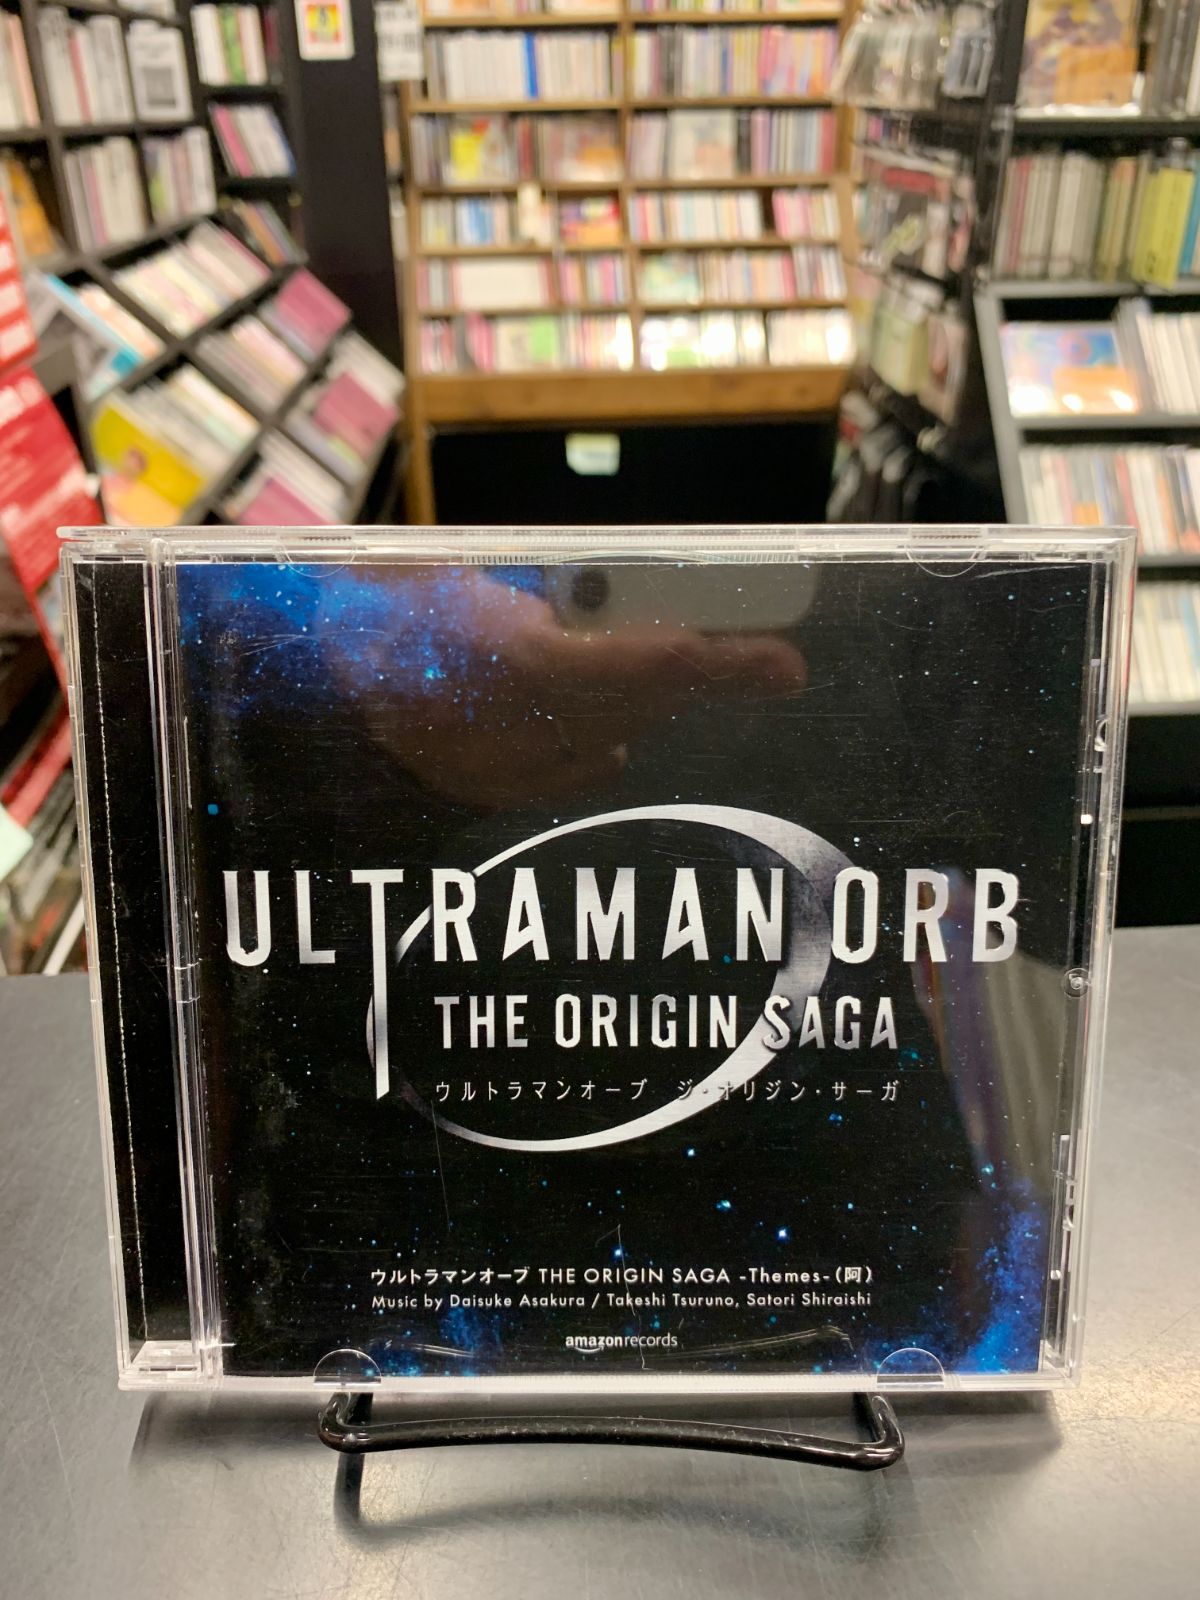 ULTRAMAN ORB
THE ORIGIN SAGA
ウルトラマンオーブ ジ・オリジン・サーガ
ウルトラマンオーブ THE ORIGIN SAGA -Themes-(阿)
Music by Daisuke Asakura / Takeshi Tsuruno, Satori Shiraishi
amazonrecords